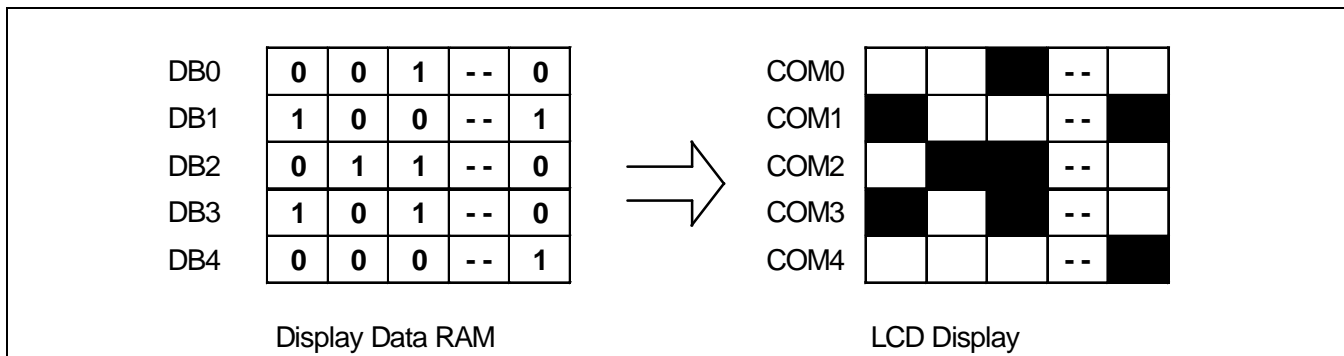 DB0 0 0 1 -- 0 COM0 --
DB1 1 0 0 -- 1 COM1 --
DB2 0 1 1 -- 0 COM2 --
DB3 1 0 1 -- 0 COM3 --
DB4 0 0 0 -- 1 COM4 --
Display Data RAM LCD Display